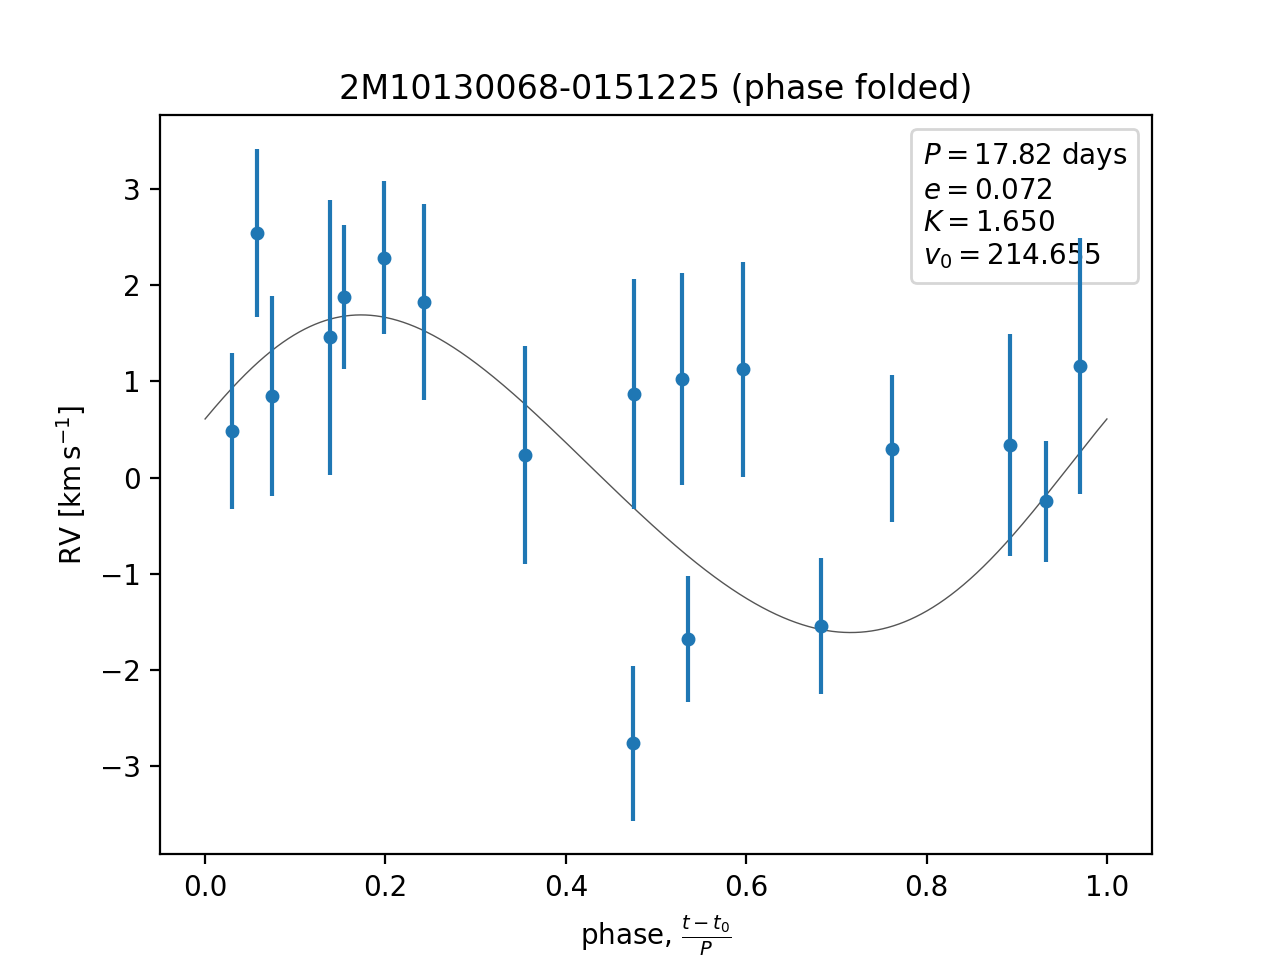 2M10130068-0151225 (phase folded)
P = 17.82 days
e = 0.072
K = 1.650
v₀ = 214.655
RV [km s⁻¹]
3
2
1
0
−1
−2
−3
0.0 0.2 0.4 0.6 0.8 1.0
phase, (t − t₀)/P